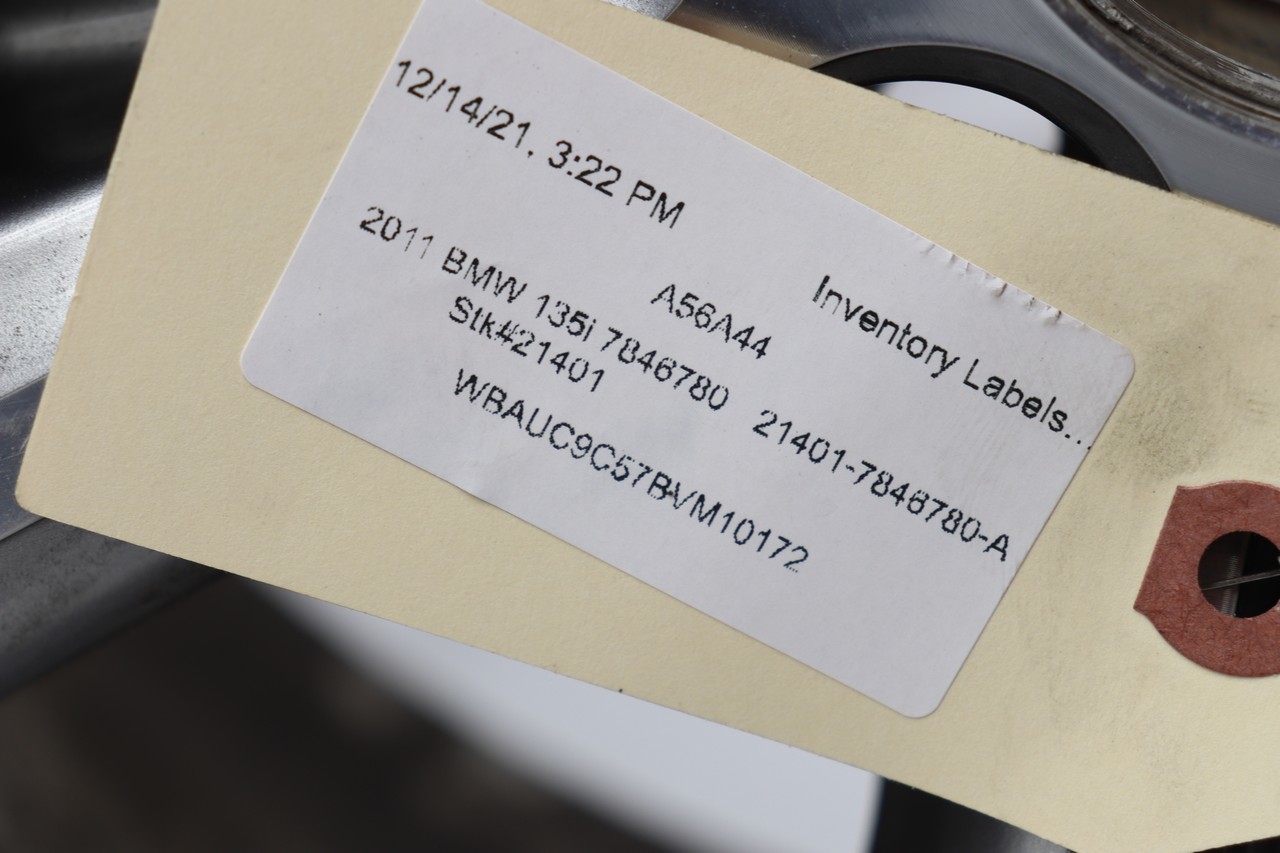 12/14/21, 3:22 PM
Inventory Labels...
A56A44
2011 BMW 135i 7846780 21401-7846780-A
Stk#21401
WBAUC9C57BVM10172